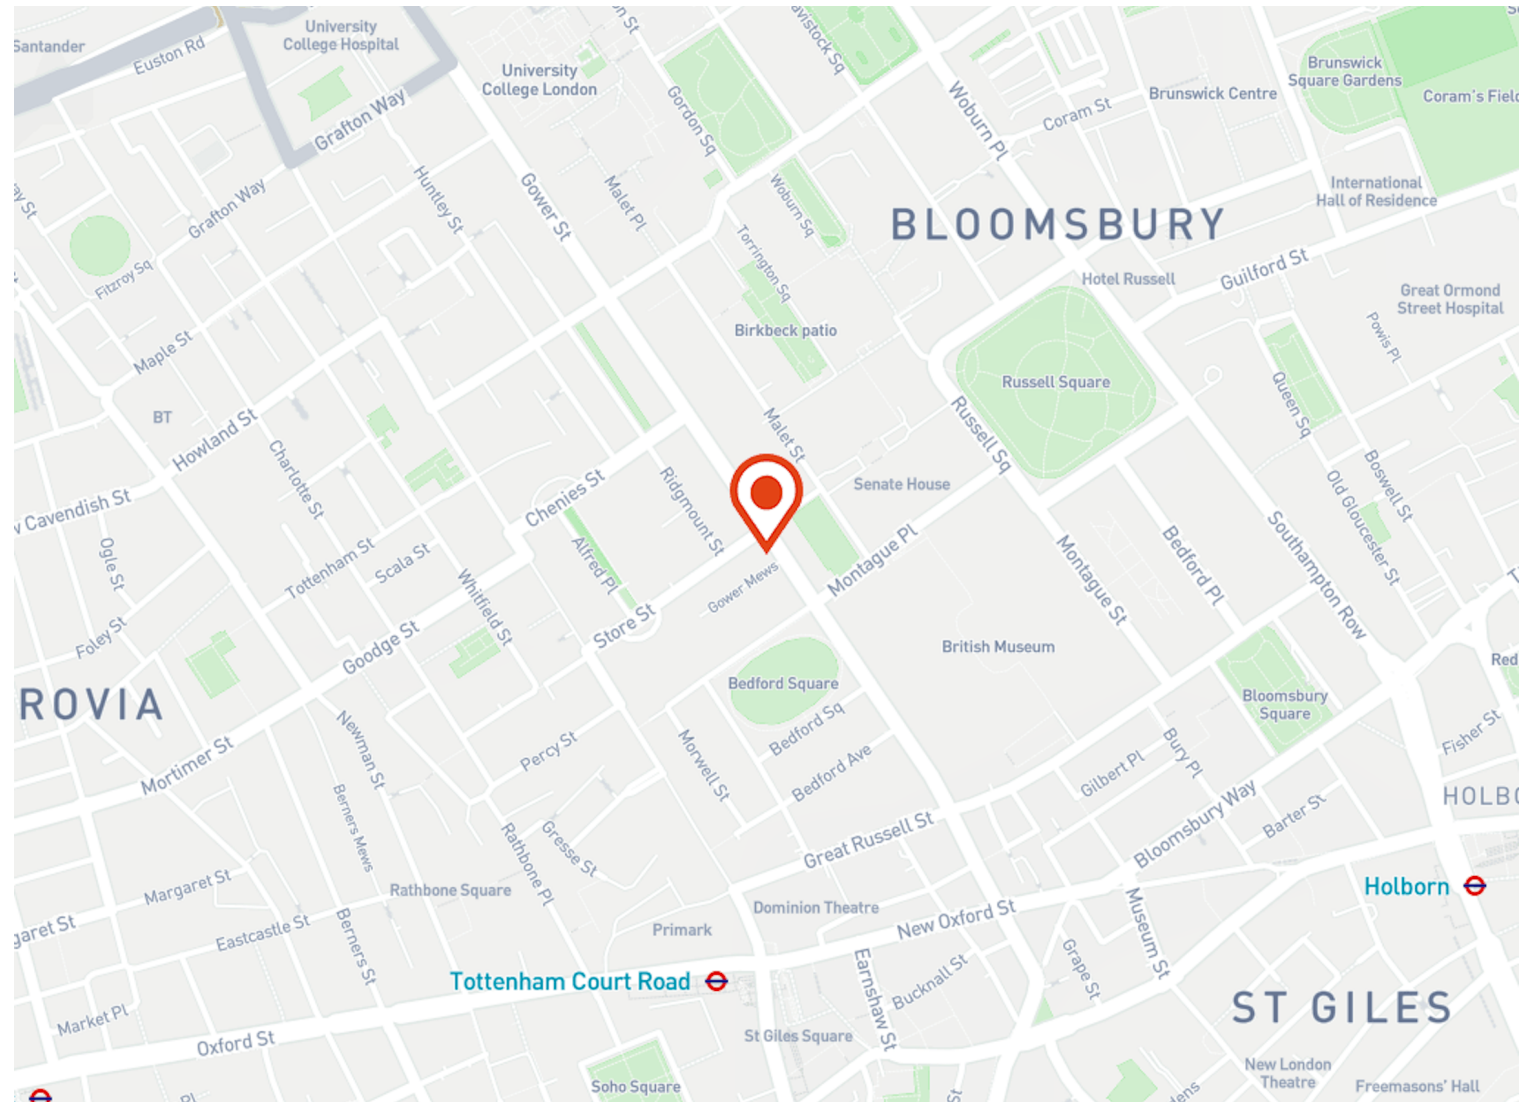 Santander
Euston Rd
University
College Hospital
University
College London
Gordon Sq
Woburn Pl
Coram St
Brunswick Centre
Brunswick
Square Gardens
Grafton Way
Grafton Way
Huntley St
Gower St
Malet Pl
Woburn Sq
Torrington Sq
BLOOMSBURY
International
Hall of Residence
Guilford St
Hotel Russell
Great Ormond
Street Hospital
Powis Pl
Fitzroy Sq
Maple St
Birkbeck patio
Russell Square
Queen Sq
BT
Howland St
Charlotte St
Malet St
Russell Sq
Boswell St
Old Gloucester St
Senate House
Chenies St
Ridgmount St
Ogle St
Tottenham St
Scala St
Whitfield St
Alfred Pl
Gower Mews
Store St
Montague Pl
Montague St
Bedford Pl
Southampton Row
British Museum
Foley St
Goodge St
Bedford Square
Bedford Sq
Bedford Ave
Bloomsbury
Square
ROVIA
Mortimer St
Newman St
Percy St
Morwell St
Bury Pl
Gilbert Pl
Fisher St
Berners Mews
Rathbone Pl
Gresse St
Great Russell St
Bloomsbury Way
Barter St
HOLBO
Margaret St
Rathbone Square
Dominion Theatre
New Oxford St
Museum St
Holborn
Eastcastle St
Berners St
Primark
Tottenham Court Road
Earnshaw St
Bucknall St
Grape St
ST GILES
Market Pl
Oxford St
St Giles Square
Soho Square
New London
Theatre
Freemasons' Hall